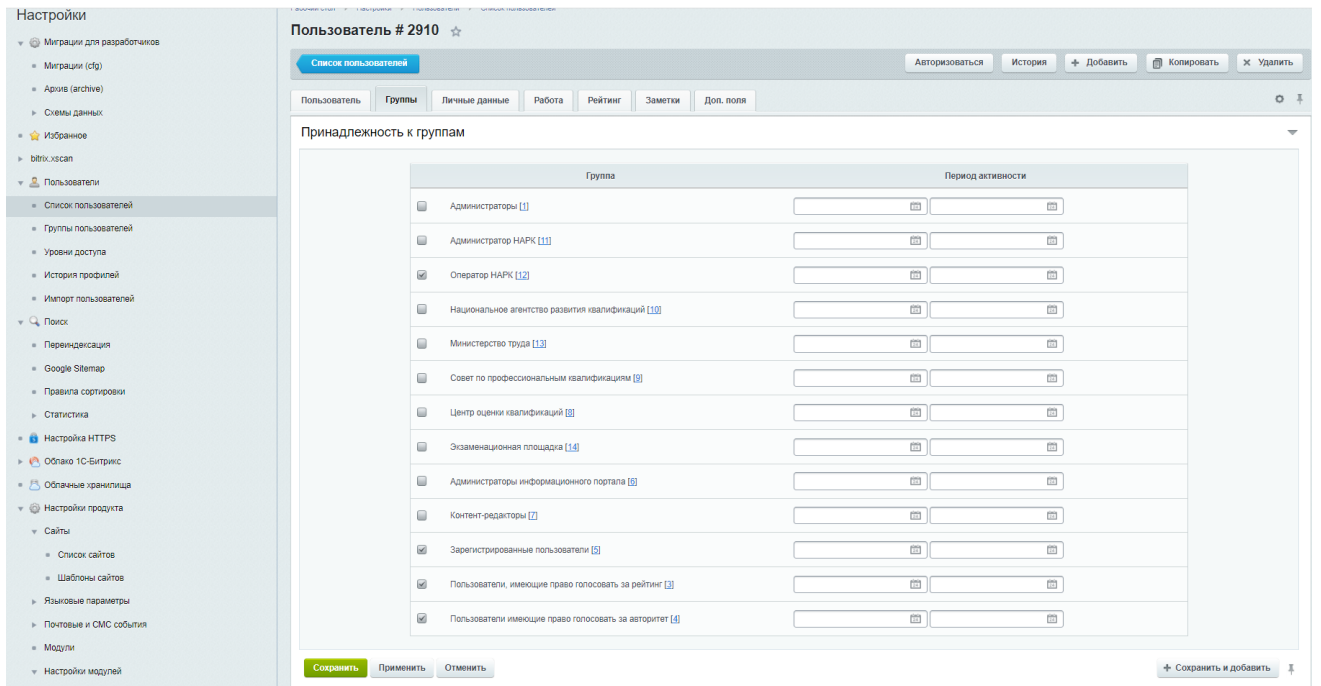 Настройки
Миграции для разработчиков
Миграции (cfg)
Архив (archive)
Схемы данных
Избранное
bitrix.xscan
Пользователи
Список пользователей
Группы пользователей
Уровни доступа
История профилей
Импорт пользователей
Поиск
Переиндексация
Google Sitemap
Правила сортировки
Статистика
Настройка HTTPS
Облако 1С-Битрикс
Облачные хранилища
Настройки продукта
Сайты
Список сайтов
Шаблоны сайтов
Языковые параметры
Почтовые и СМС события
Модули
Настройки модулей
Пользователь # 2910
Список пользователей Авторизоваться История + Добавить Копировать × Удалить
Пользователь Группы Личные данные Работа Рейтинг Заметки Доп. поля
Принадлежность к группам
Группа Период активности
Администраторы [1]
Администратор НАРК [11]
Оператор НАРК [12]
Национальное агентство развития квалификаций [10]
Министерство труда [13]
Совет по профессиональным квалификациям [9]
Центр оценки квалификаций [8]
Экзаменационная площадка [14]
Администраторы информационного портала [6]
Контент-редакторы [7]
Зарегистрированные пользователи [5]
Пользователи, имеющие право голосовать за рейтинг [3]
Пользователи имеющие право голосовать за авторитет [4]
Сохранить Применить Отменить + Сохранить и добавить